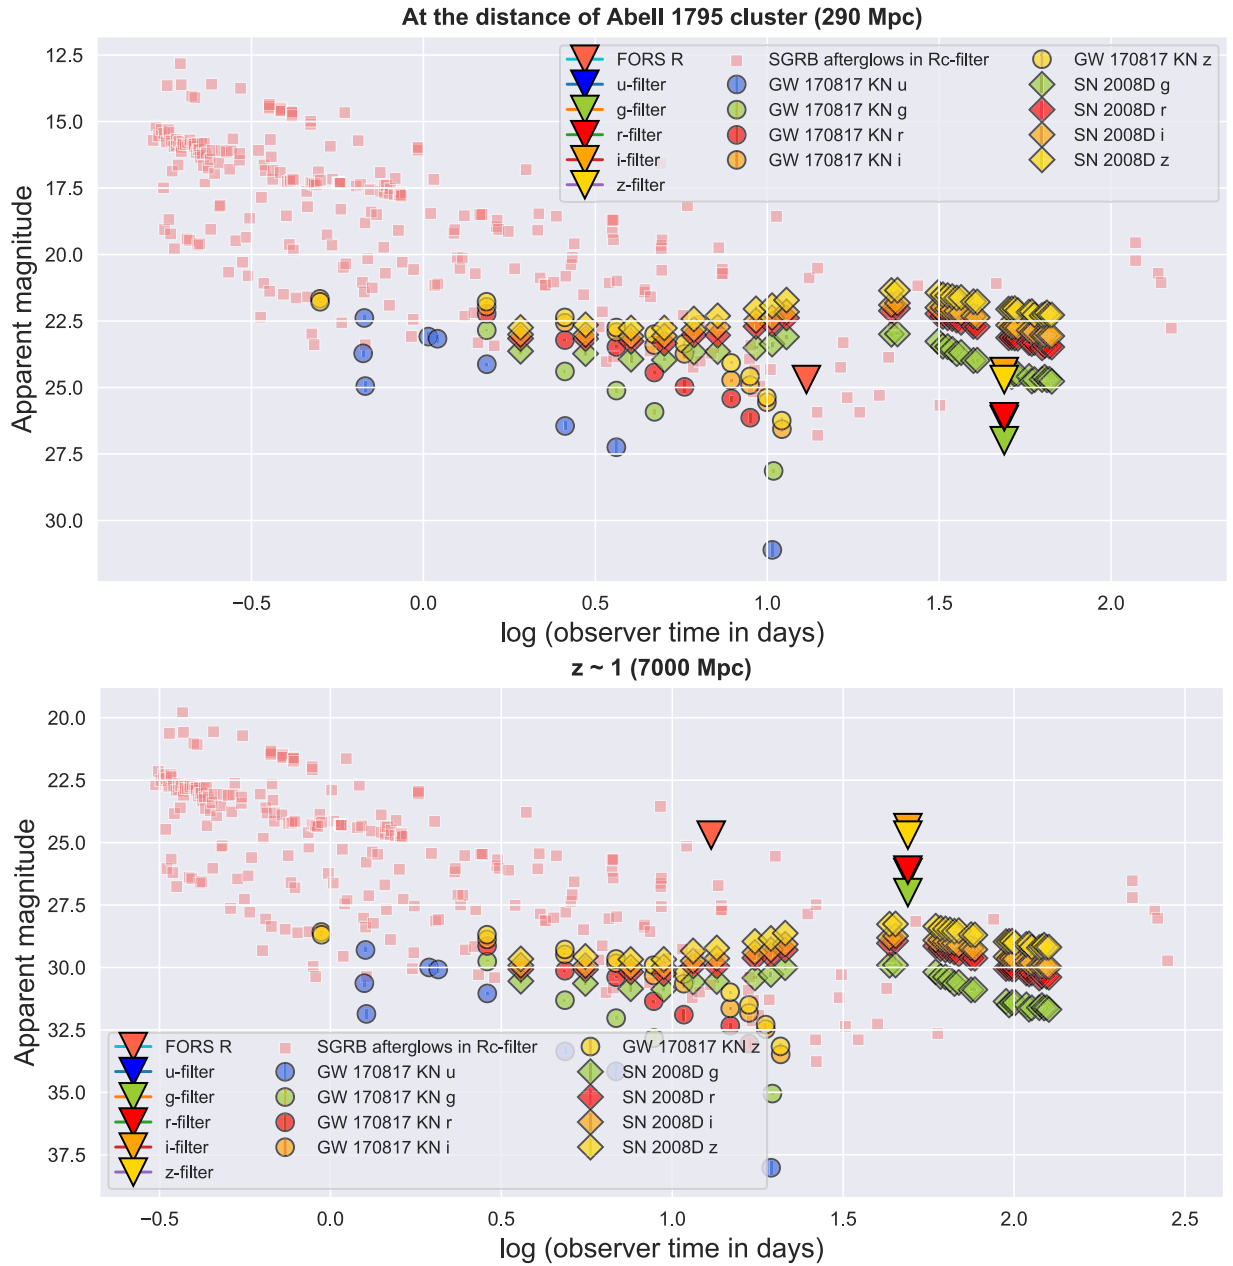 At the distance of Abell 1795 cluster (290 Mpc)
12.5
15.0
17.5
20.0
22.5
25.0
27.5
30.0
Apparent magnitude
FORS R
u-filter
g-filter
r-filter
i-filter
z-filter
SGRB afterglows in Rc-filter
GW 170817 KN u
GW 170817 KN g
GW 170817 KN r
GW 170817 KN i
GW 170817 KN z
SN 2008D g
SN 2008D r
SN 2008D i
SN 2008D z
−0.5
0.0
0.5
1.0
1.5
2.0
log (observer time in days)
z ~ 1 (7000 Mpc)
20.0
22.5
25.0
27.5
30.0
32.5
35.0
37.5
Apparent magnitude
FORS R
u-filter
g-filter
r-filter
i-filter
z-filter
SGRB afterglows in Rc-filter
GW 170817 KN u
GW 170817 KN g
GW 170817 KN r
GW 170817 KN i
GW 170817 KN z
SN 2008D g
SN 2008D r
SN 2008D i
SN 2008D z
−0.5
0.0
0.5
1.0
1.5
2.0
2.5
log (observer time in days)